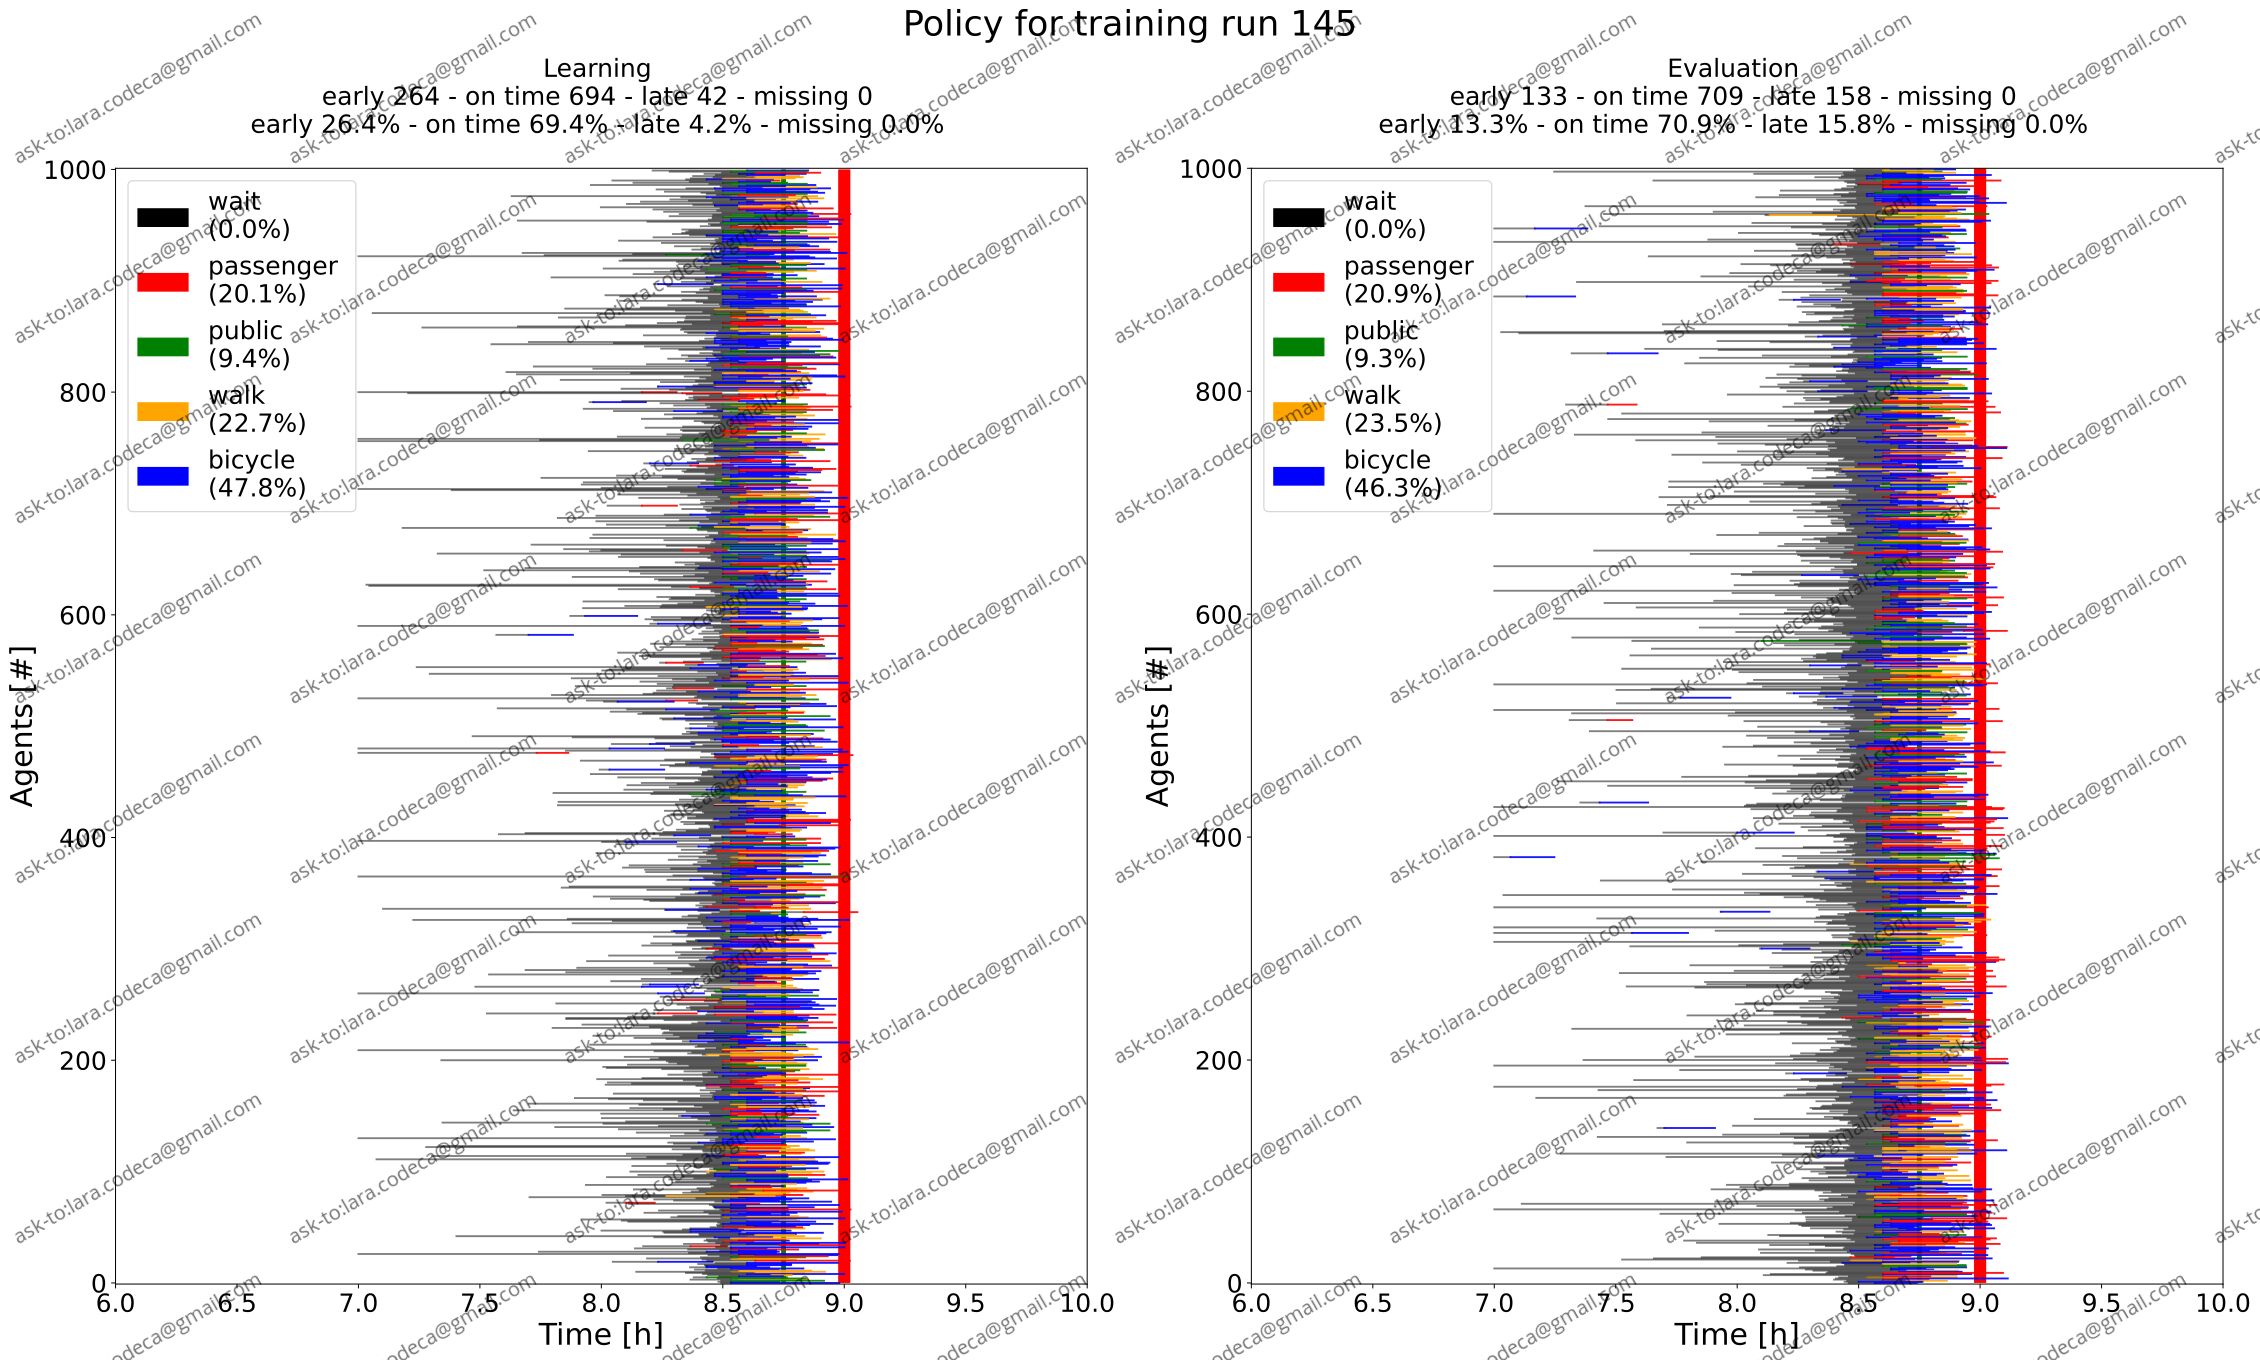 Policy for training run 145
Learning
early 264 - on time 694 - late 42 - missing 0
early 26.4% - on time 69.4% - late 4.2% - missing 0.0%
Agents [#]
1000
800
600
400
200
0
wait
(0.0%)
passenger
(20.1%)
public
(9.4%)
walk
(22.7%)
bicycle
(47.8%)
6.0 6.5 7.0 7.5 8.0 8.5 9.0 9.5 10.0
Time [h]
Evaluation
early 133 - on time 709 - late 158 - missing 0
early 13.3% - on time 70.9% - late 15.8% - missing 0.0%
Agents [#]
1000
800
600
400
200
0
wait
(0.0%)
passenger
(20.9%)
public
(9.3%)
walk
(23.5%)
bicycle
(46.3%)
6.0 6.5 7.0 7.5 8.0 8.5 9.0 9.5 10.0
Time [h]
ask-to:lara.codeca@gmail.com